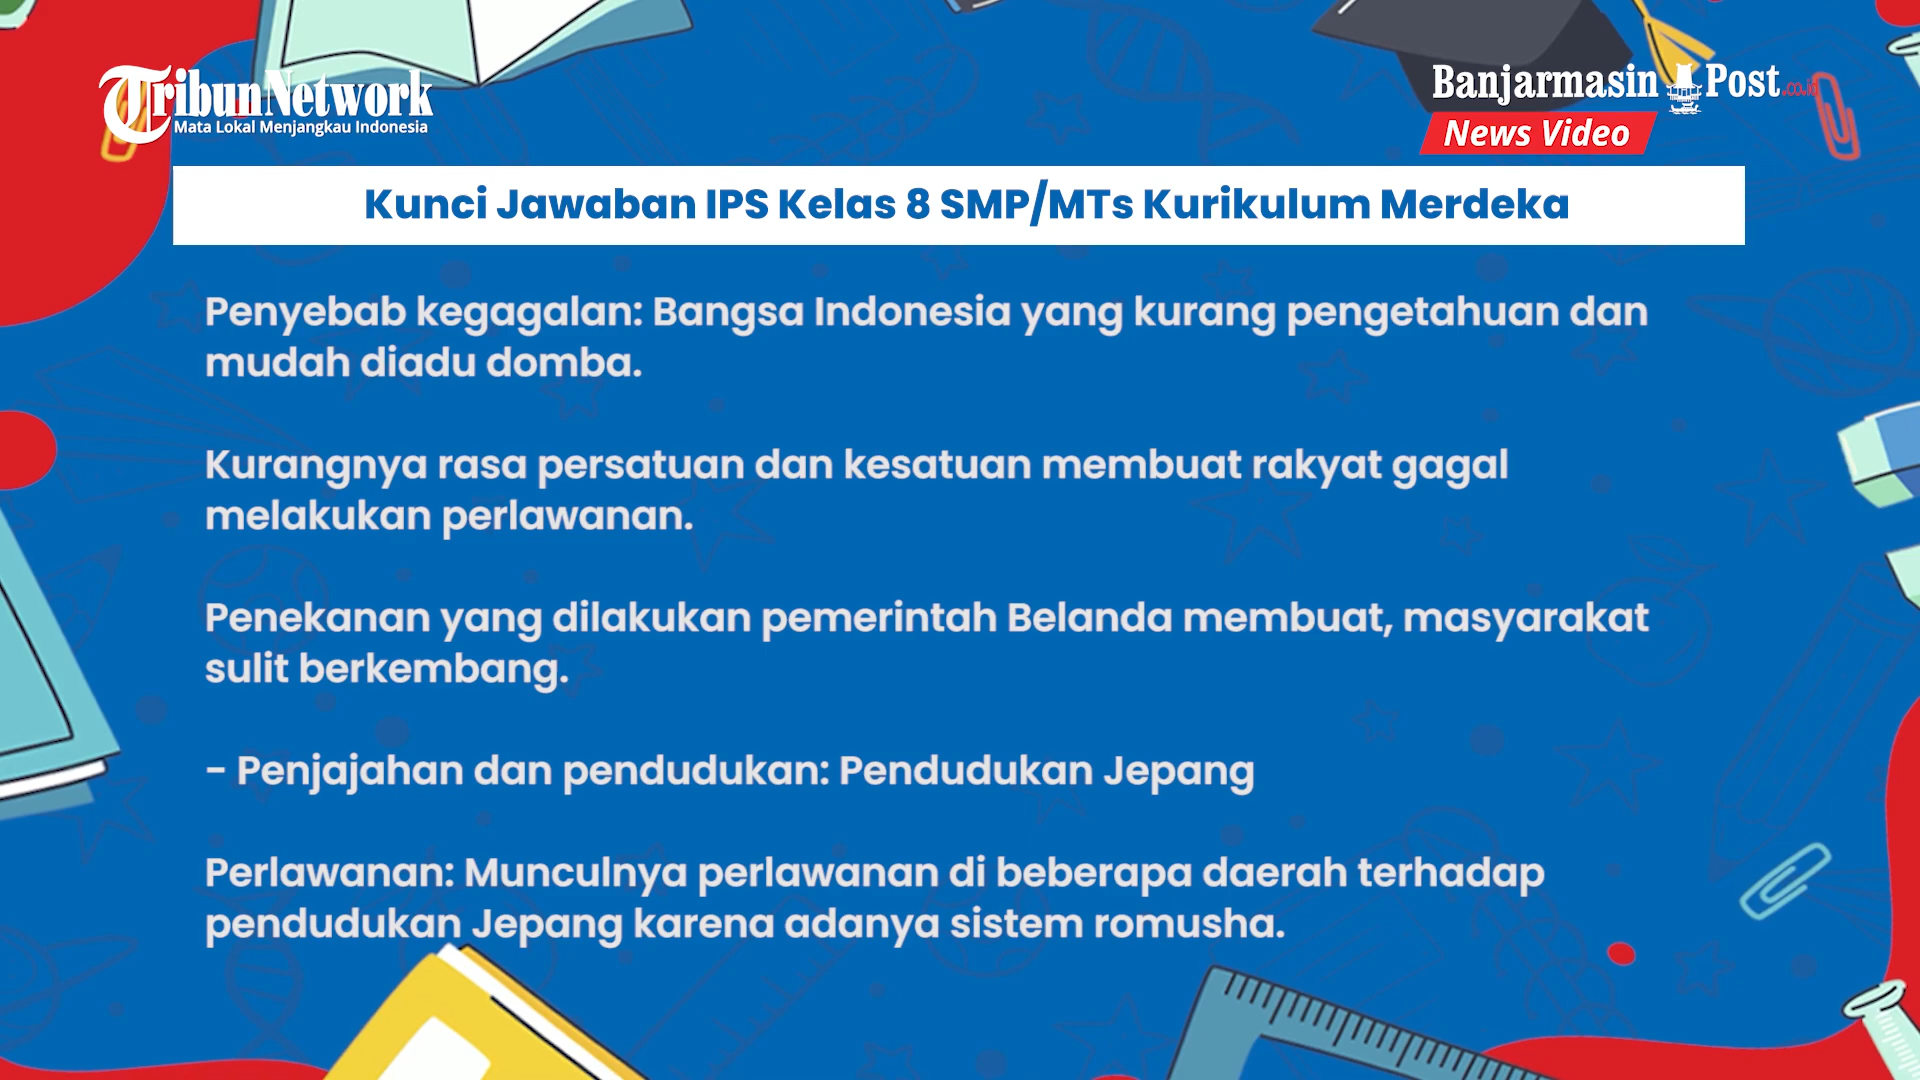 TribunNetwork
Mata Lokal Menjangkau Indonesia
Banjarmasin Post.co.id
News Video
Kunci Jawaban IPS Kelas 8 SMP/MTs Kurikulum Merdeka
Penyebab kegagalan: Bangsa Indonesia yang kurang pengetahuan dan
mudah diadu domba.
Kurangnya rasa persatuan dan kesatuan membuat rakyat gagal
melakukan perlawanan.
Penekanan yang dilakukan pemerintah Belanda membuat, masyarakat
sulit berkembang.
- Penjajahan dan pendudukan: Pendudukan Jepang
Perlawanan: Munculnya perlawanan di beberapa daerah terhadap
pendudukan Jepang karena adanya sistem romusha.